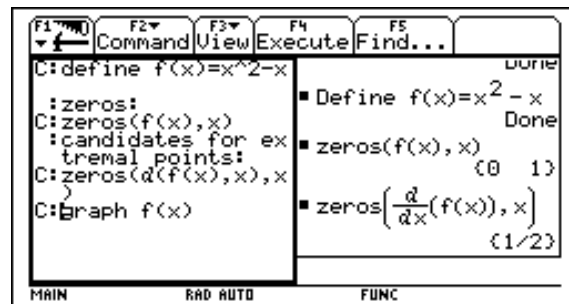 F1 F2 F3 F4 F5
Command View Execute Find...
C:define f(x)=x^2-x
:zeros:
C:zeros(f(x),x)
:candidates for ex
tremal points:
C:zeros(d(f(x),x),x
)
C:graph f(x)
Done
▪ Define f(x)=x² - x
Done
▪ zeros(f(x), x)
{0 1}
▪ zeros(d/dx(f(x)), x)
{1/2}
MAIN RAD AUTO FUNC